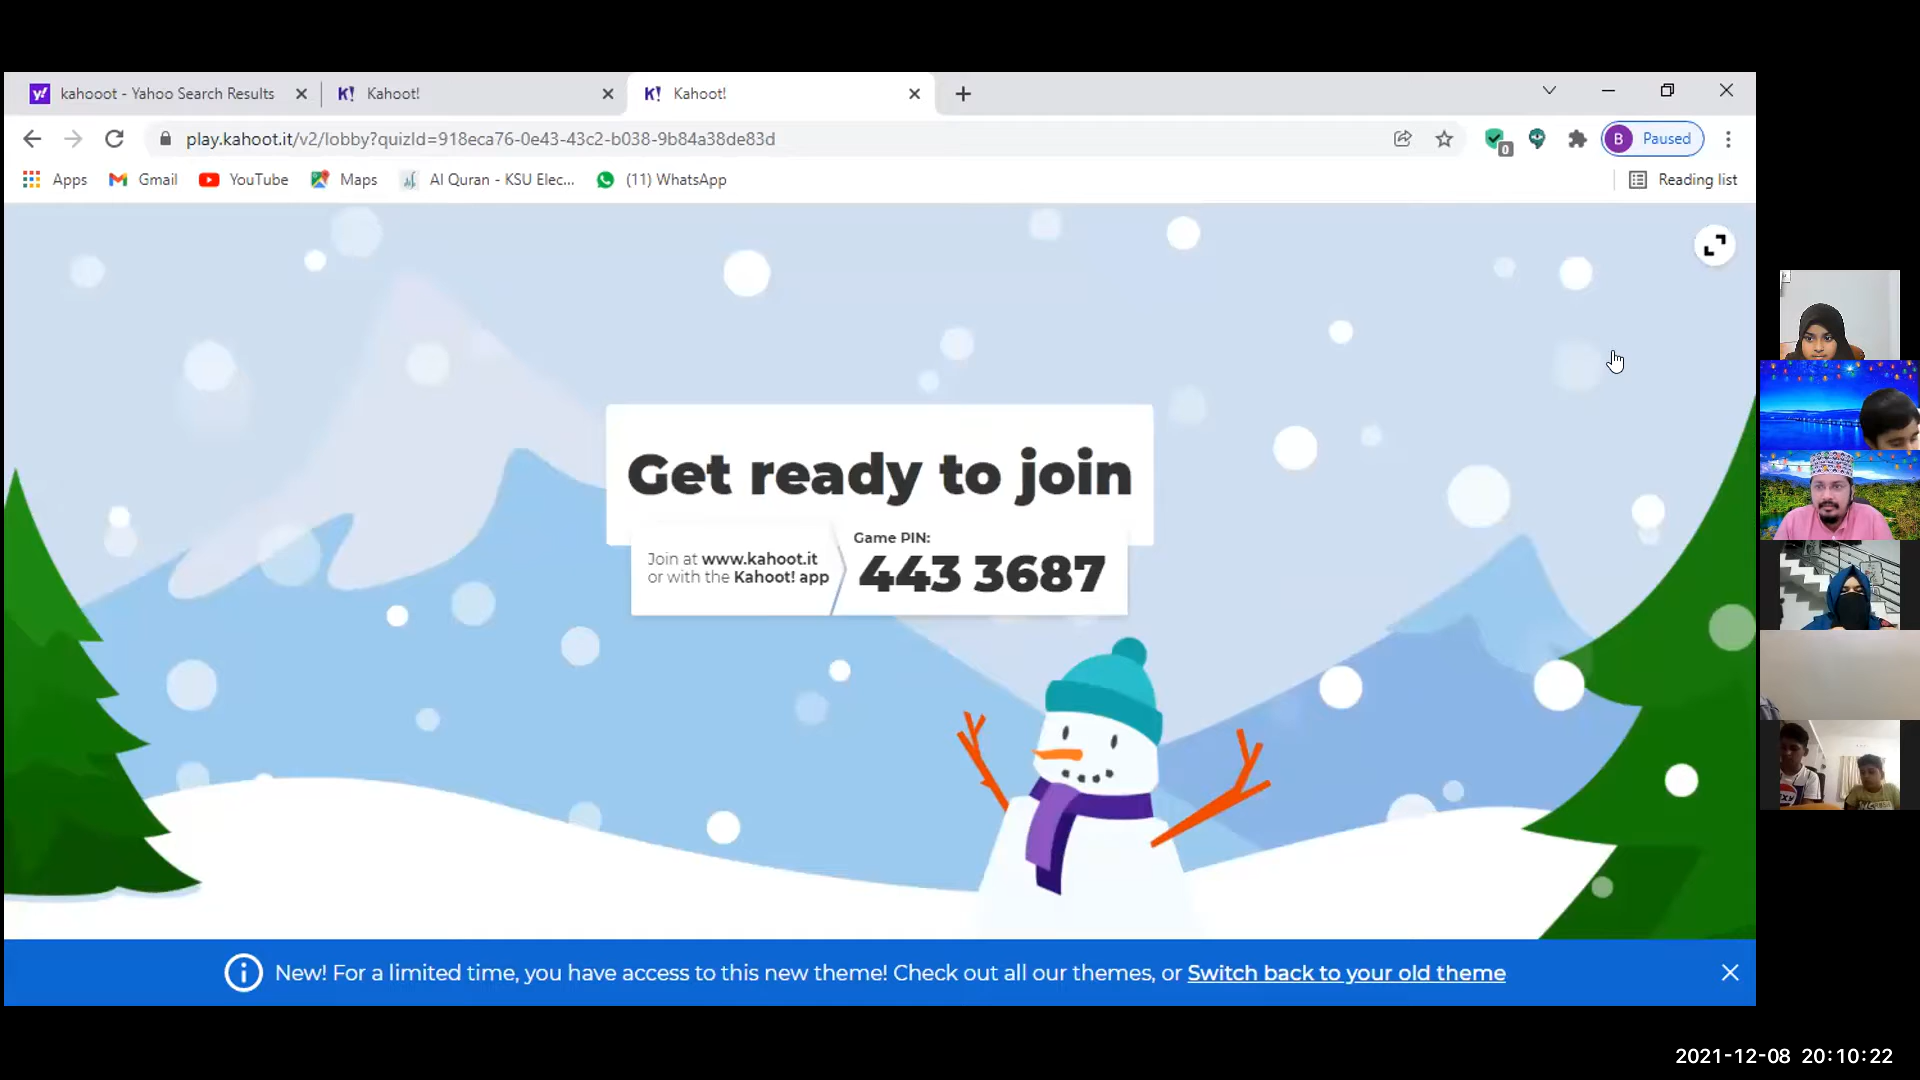 kahooot - Yahoo Search Results
Kahoot!
Kahoot!
play.kahoot.it/v2/lobby?quizId=918eca76-0e43-43c2-b038-9b84a38de83d
0
B Paused
Apps Gmail YouTube Maps Al Quran - KSU Elec... (11) WhatsApp Reading list
Get ready to join
Join at www.kahoot.it
or with the Kahoot! app
Game PIN:
443 3687
New! For a limited time, you have access to this new theme! Check out all our themes, or Switch back to your old theme
2021-12-08 20:10:22